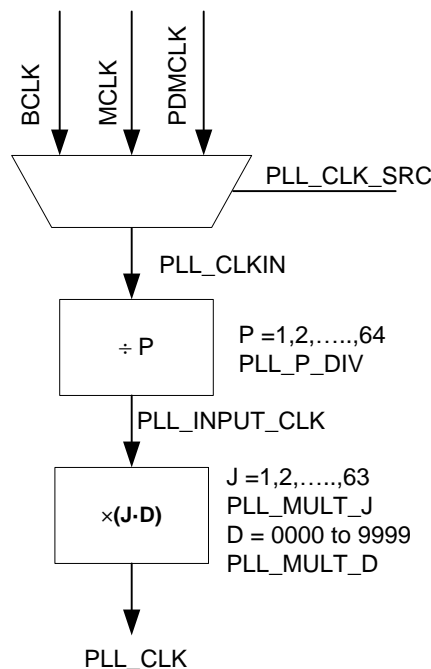 BCLK
MCLK
PDMCLK
PLL_CLK_SRC
PLL_CLKIN
÷ P
P =1,2,…..,64
PLL_P_DIV
PLL_INPUT_CLK
×(J·D)
J =1,2,…..,63
PLL_MULT_J
D = 0000 to 9999
PLL_MULT_D
PLL_CLK